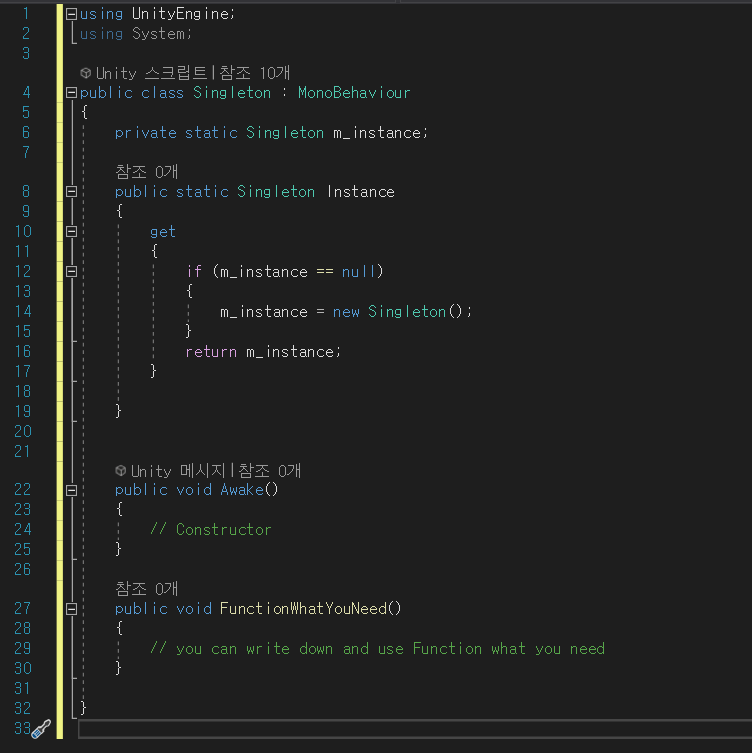 1 using UnityEngine;
2 using System;
3
Unity 스크립트|참조 10개
4 public class Singleton : MonoBehaviour
5 {
6 private static Singleton m_instance;
7
참조 0개
8 public static Singleton Instance
9 {
10 get
11 {
12 if (m_instance == null)
13 {
14 m_instance = new Singleton();
15 }
16 return m_instance;
17 }
18
19 }
20
21
Unity 메시지|참조 0개
22 public void Awake()
23 {
24 // Constructor
25 }
26
참조 0개
27 public void FunctionWhatYouNeed()
28 {
29 // you can write down and use Function what you need
30 }
31
32 }
33